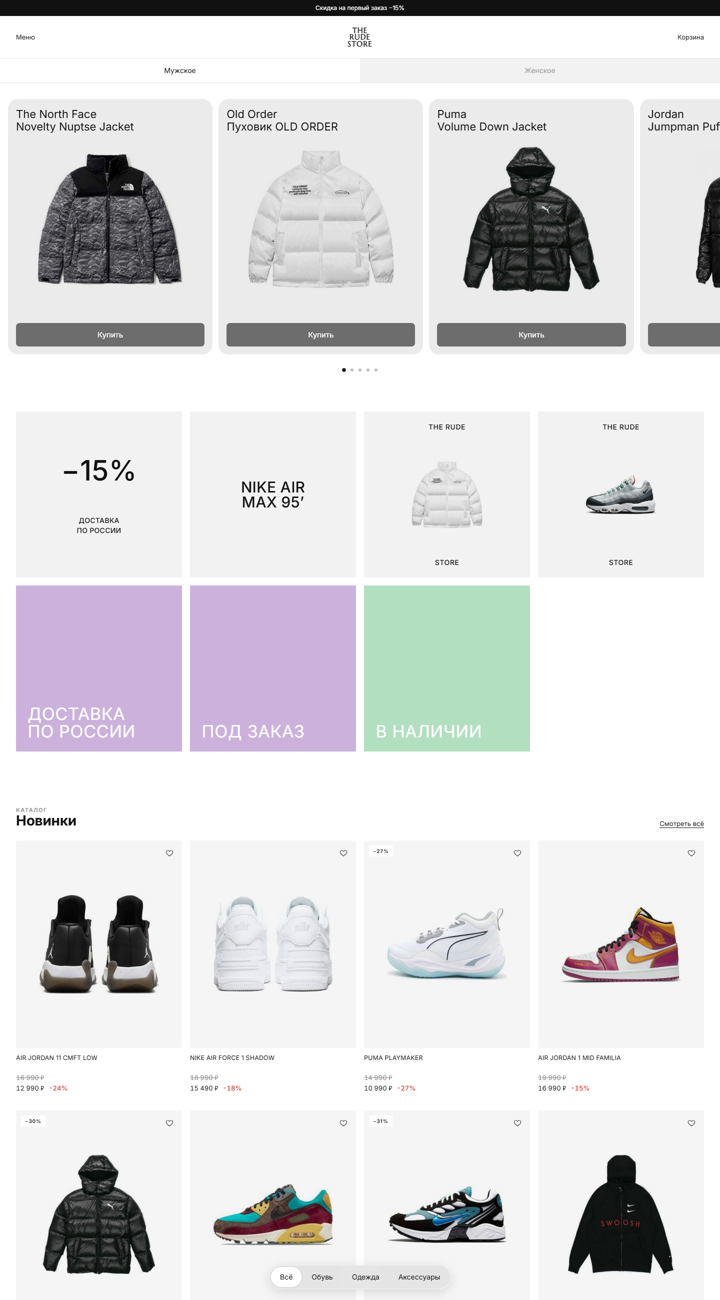 Скидка на первый заказ −15%
Меню
THE
RUDE
STORE
Корзина
Мужское
Женское
The North Face
Novelty Nuptse Jacket
Купить
Old Order
Пуховик OLD ORDER
Купить
Puma
Volume Down Jacket
Купить
Jordan
Jumpman Puf
−15%
ДОСТАВКА
ПО РОССИИ
NIKE AIR
MAX 95’
THE RUDE
STORE
THE RUDE
STORE
ДОСТАВКА
ПО РОССИИ
ПОД ЗАКАЗ
В НАЛИЧИИ
КАТАЛОГ
Новинки
Смотреть всё
AIR JORDAN 11 CMFT LOW
16 990 ₽
12 990 ₽ -24%
NIKE AIR FORCE 1 SHADOW
18 990 ₽
15 490 ₽ -18%
−27%
PUMA PLAYMAKER
14 990 ₽
10 990 ₽ -27%
AIR JORDAN 1 MID FAMILIA
19 990 ₽
16 990 ₽ -15%
−30%
−31%
SWOOSH
Всё
Обувь
Одежда
Аксессуары